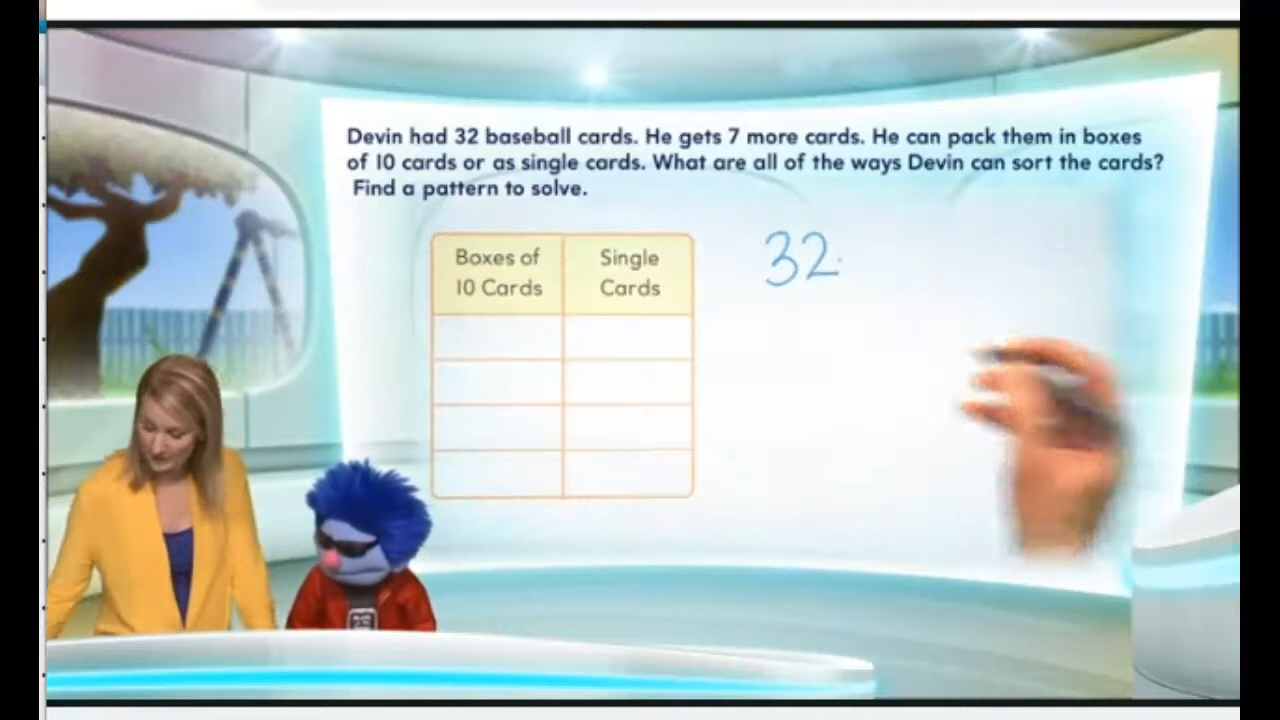 Devin had 32 baseball cards. He gets 7 more cards. He can pack them in boxes
of 10 cards or as single cards. What are all of the ways Devin can sort the cards?
Find a pattern to solve.
Boxes of
10 Cards
Single
Cards
32